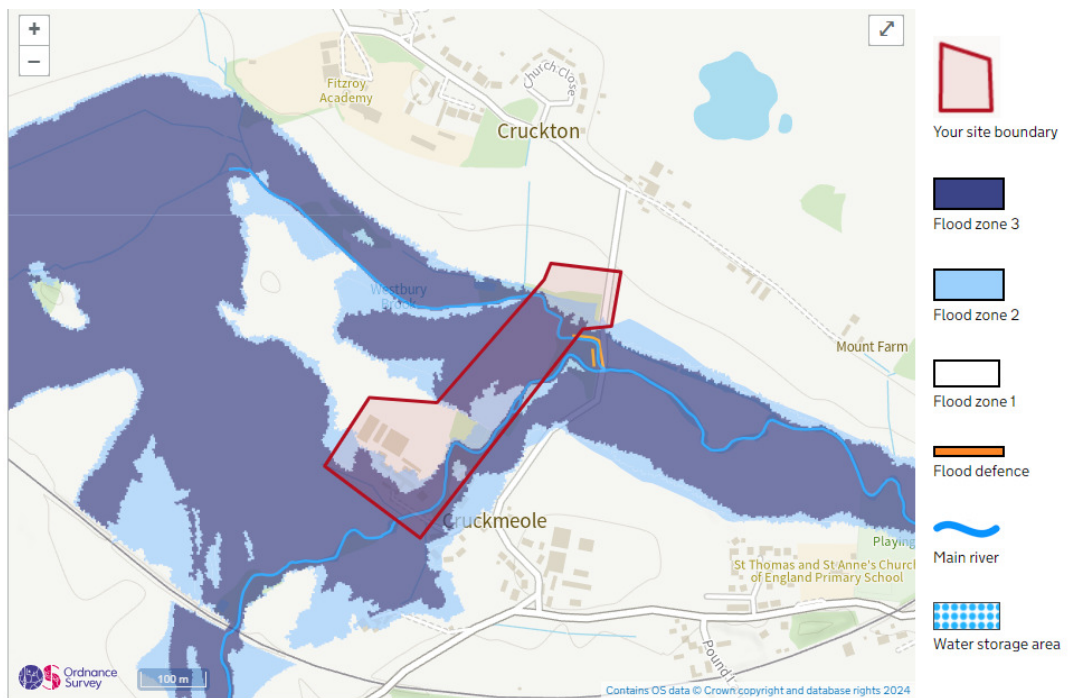 +
−
Fitzroy
Academy
Church Close
Cruckton
Westbury
Brook
Mount Farm
Cruckmeole
Playing
St Thomas and St Anne's Church
of England Primary School
Ordnance
Survey
100 m
Contains OS data © Crown copyright and database rights 2024
Your site boundary
Flood zone 3
Flood zone 2
Flood zone 1
Flood defence
Main river
Water storage area